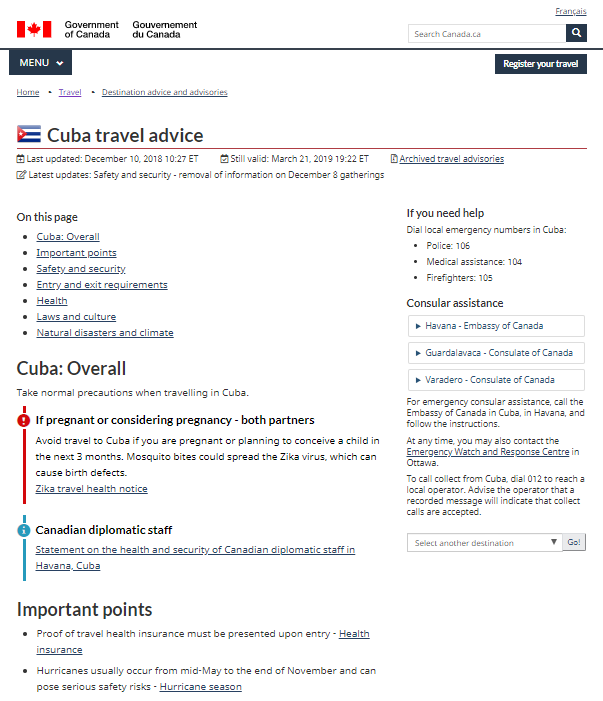 Français
Government of Canada
Gouvernement du Canada
Search Canada.ca
MENU
Register your travel
Home • Travel • Destination advice and advisories
Cuba travel advice
Last updated: December 10, 2018 10:27 ET
Still valid: March 21, 2019 19:22 ET
Archived travel advisories
Latest updates: Safety and security - removal of information on December 8 gatherings
On this page
• Cuba: Overall
• Important points
• Safety and security
• Entry and exit requirements
• Health
• Laws and culture
• Natural disasters and climate
Cuba: Overall
Take normal precautions when travelling in Cuba.
If pregnant or considering pregnancy - both partners
Avoid travel to Cuba if you are pregnant or planning to conceive a child in
the next 3 months. Mosquito bites could spread the Zika virus, which can
cause birth defects.
Zika travel health notice
Canadian diplomatic staff
Statement on the health and security of Canadian diplomatic staff in
Havana, Cuba
Important points
• Proof of travel health insurance must be presented upon entry - Health
insurance
• Hurricanes usually occur from mid-May to the end of November and can
pose serious safety risks - Hurricane season
If you need help
Dial local emergency numbers in Cuba:
• Police: 106
• Medical assistance: 104
• Firefighters: 105
Consular assistance
Havana - Embassy of Canada
Guardalavaca - Consulate of Canada
Varadero - Consulate of Canada
For emergency consular assistance, call the
Embassy of Canada in Cuba, in Havana, and
follow the instructions.
At any time, you may also contact the
Emergency Watch and Response Centre in
Ottawa.
To call collect from Cuba, dial 012 to reach a
local operator. Advise the operator that a
recorded message will indicate that collect
calls are accepted.
Select another destination
Go!